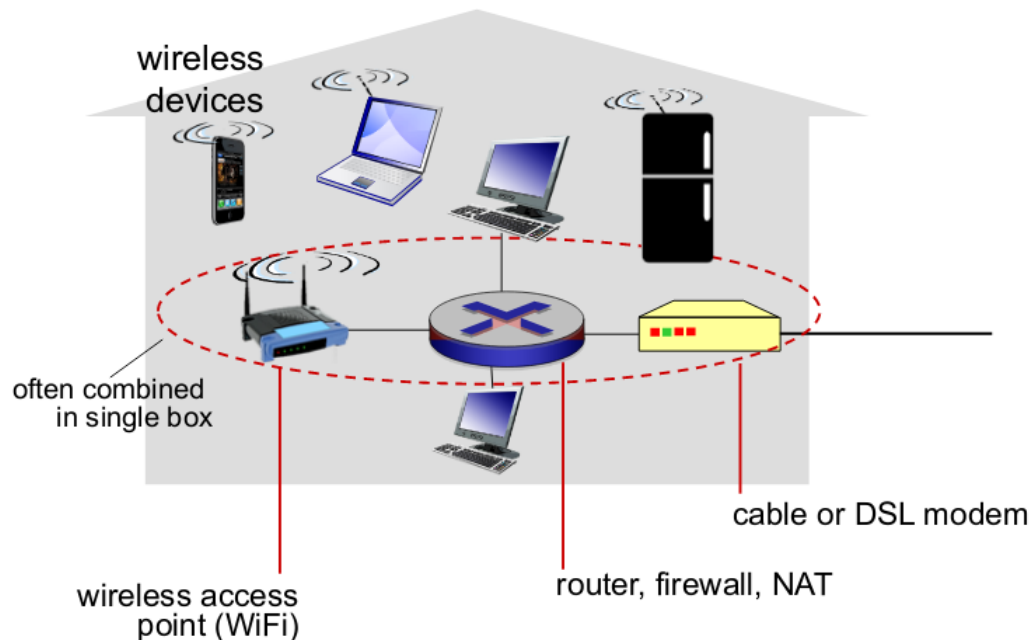 wireless
devices
often combined
in single box
cable or DSL modem
router, firewall, NAT
wireless access
point (WiFi)